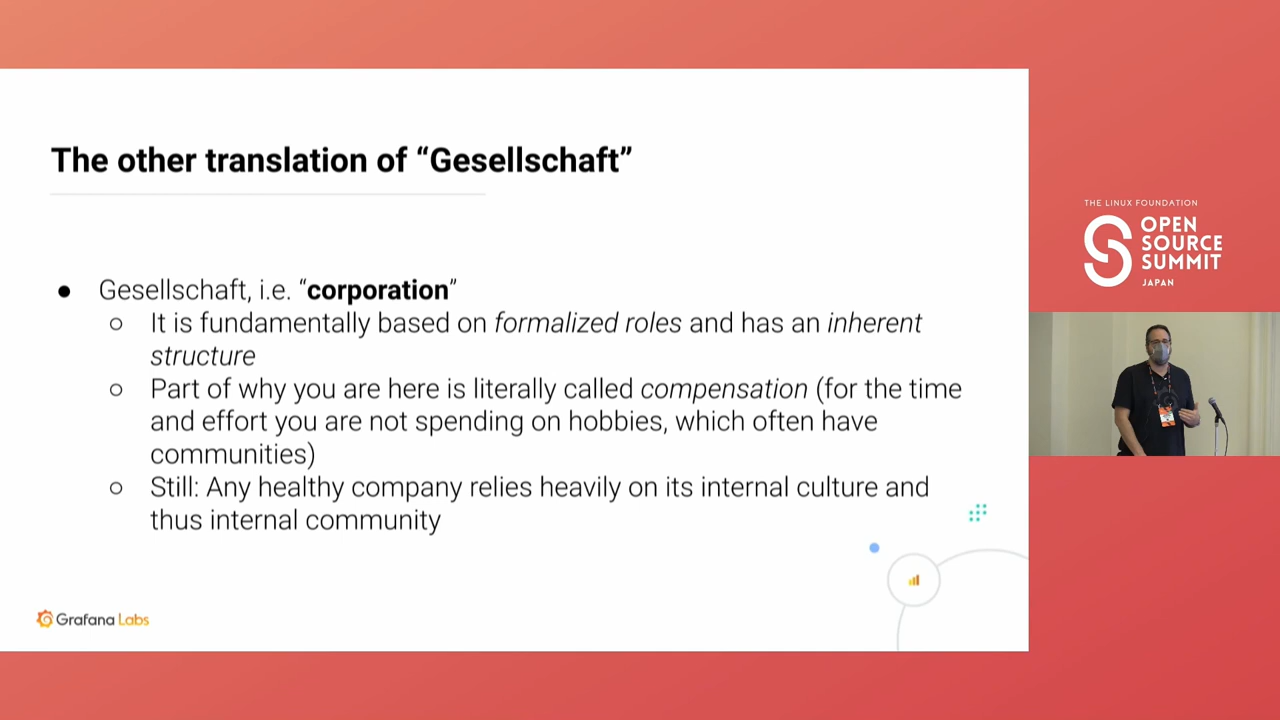 The other translation of “Gesellschaft”
● Gesellschaft, i.e. “corporation”
○ It is fundamentally based on formalized roles and has an inherent
structure
○ Part of why you are here is literally called compensation (for the time
and effort you are not spending on hobbies, which often have
communities)
○ Still: Any healthy company relies heavily on its internal culture and
thus internal community
Grafana Labs
THE LINUX FOUNDATION
OPEN
SOURCE
SUMMIT
JAPAN